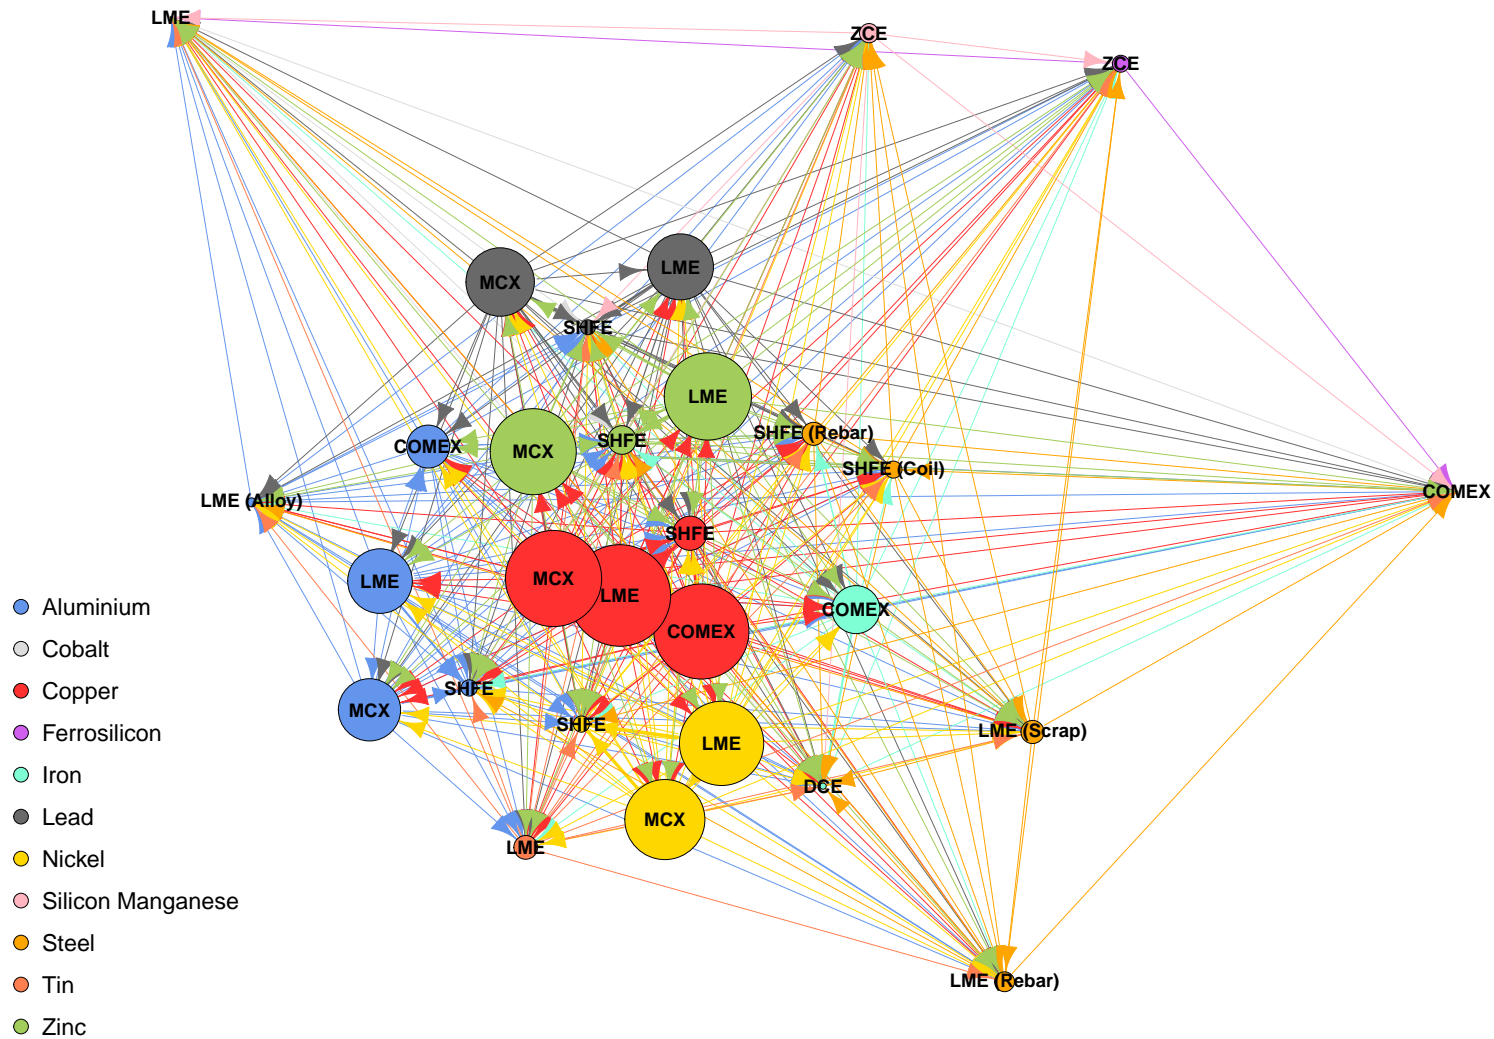 LME
ZCE
ZCE
MCX
LME
SHFE
LME
SHFE (Rebar)
COMEX
MCX
SHFE
SHFE (Coil)
COMEX
LME (Alloy)
SHFE
LME
MCX
LME
COMEX
COMEX
SHFE
MCX
SHFE
LME
LME (Scrap)
DCE
MCX
LME
LME (Rebar)
Aluminium
Cobalt
Copper
Ferrosilicon
Iron
Lead
Nickel
Silicon Manganese
Steel
Tin
Zinc